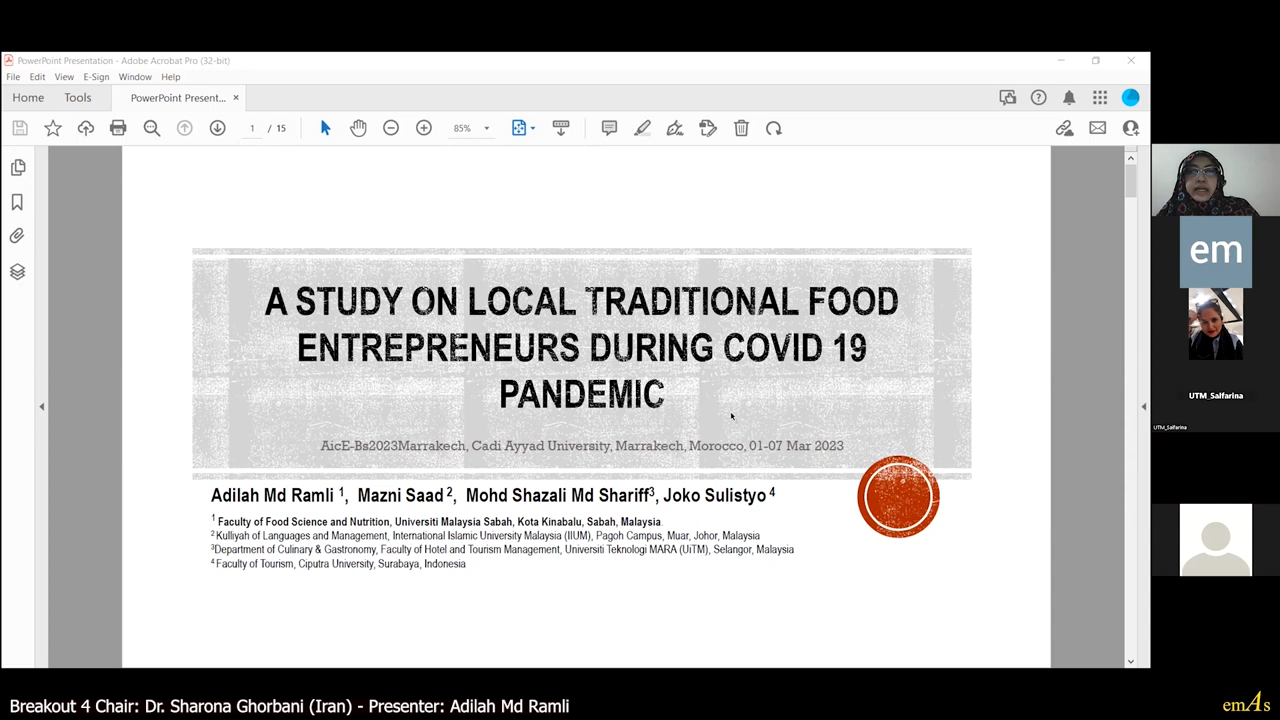 PowerPoint Presentation - Adobe Acrobat Pro (32-bit)
File Edit View E-Sign Window Help
Home Tools PowerPoint Present... ×
1 / 15 85%
A STUDY ON LOCAL TRADITIONAL FOOD
ENTREPRENEURS DURING COVID 19
PANDEMIC
AicE-Bs2023Marrakech, Cadi Ayyad University, Marrakech, Morocco, 01-07 Mar 2023
Adilah Md Ramli 1, Mazni Saad 2, Mohd Shazali Md Shariff3, Joko Sulistyo 4
1 Faculty of Food Science and Nutrition, Universiti Malaysia Sabah, Kota Kinabalu, Sabah, Malaysia.
2 Kulliyah of Languages and Management, International Islamic University Malaysia (IIUM), Pagoh Campus, Muar, Johor, Malaysia
3Department of Culinary & Gastronomy, Faculty of Hotel and Tourism Management, Universiti Teknologi MARA (UiTM), Selangor, Malaysia
4 Faculty of Tourism, Ciputra University, Surabaya, Indonesia
em
UTM_Salfarina
UTM_Salfarina
Breakout 4 Chair: Dr. Sharona Ghorbani (Iran) - Presenter: Adilah Md Ramli
emAs